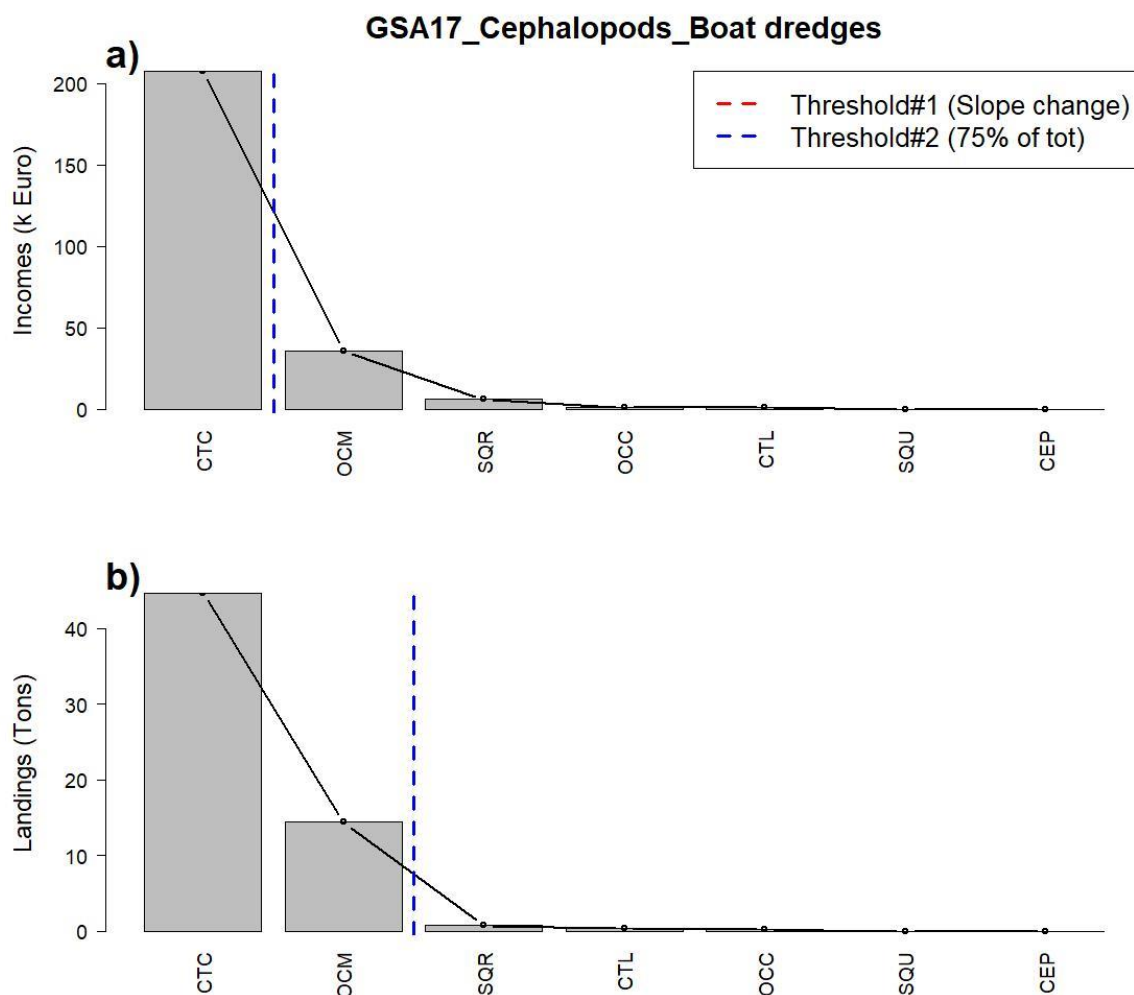 GSA17_Cephalopods_Boat dredges
a)
Threshold#1 (Slope change)
Threshold#2 (75% of tot)
Incomes (k Euro)
200
150
100
50
0
CTC OCM SQR OCC CTL SQU CEP
b)
Landings (Tons)
40
30
20
10
0
CTC OCM SQR CTL OCC SQU CEP